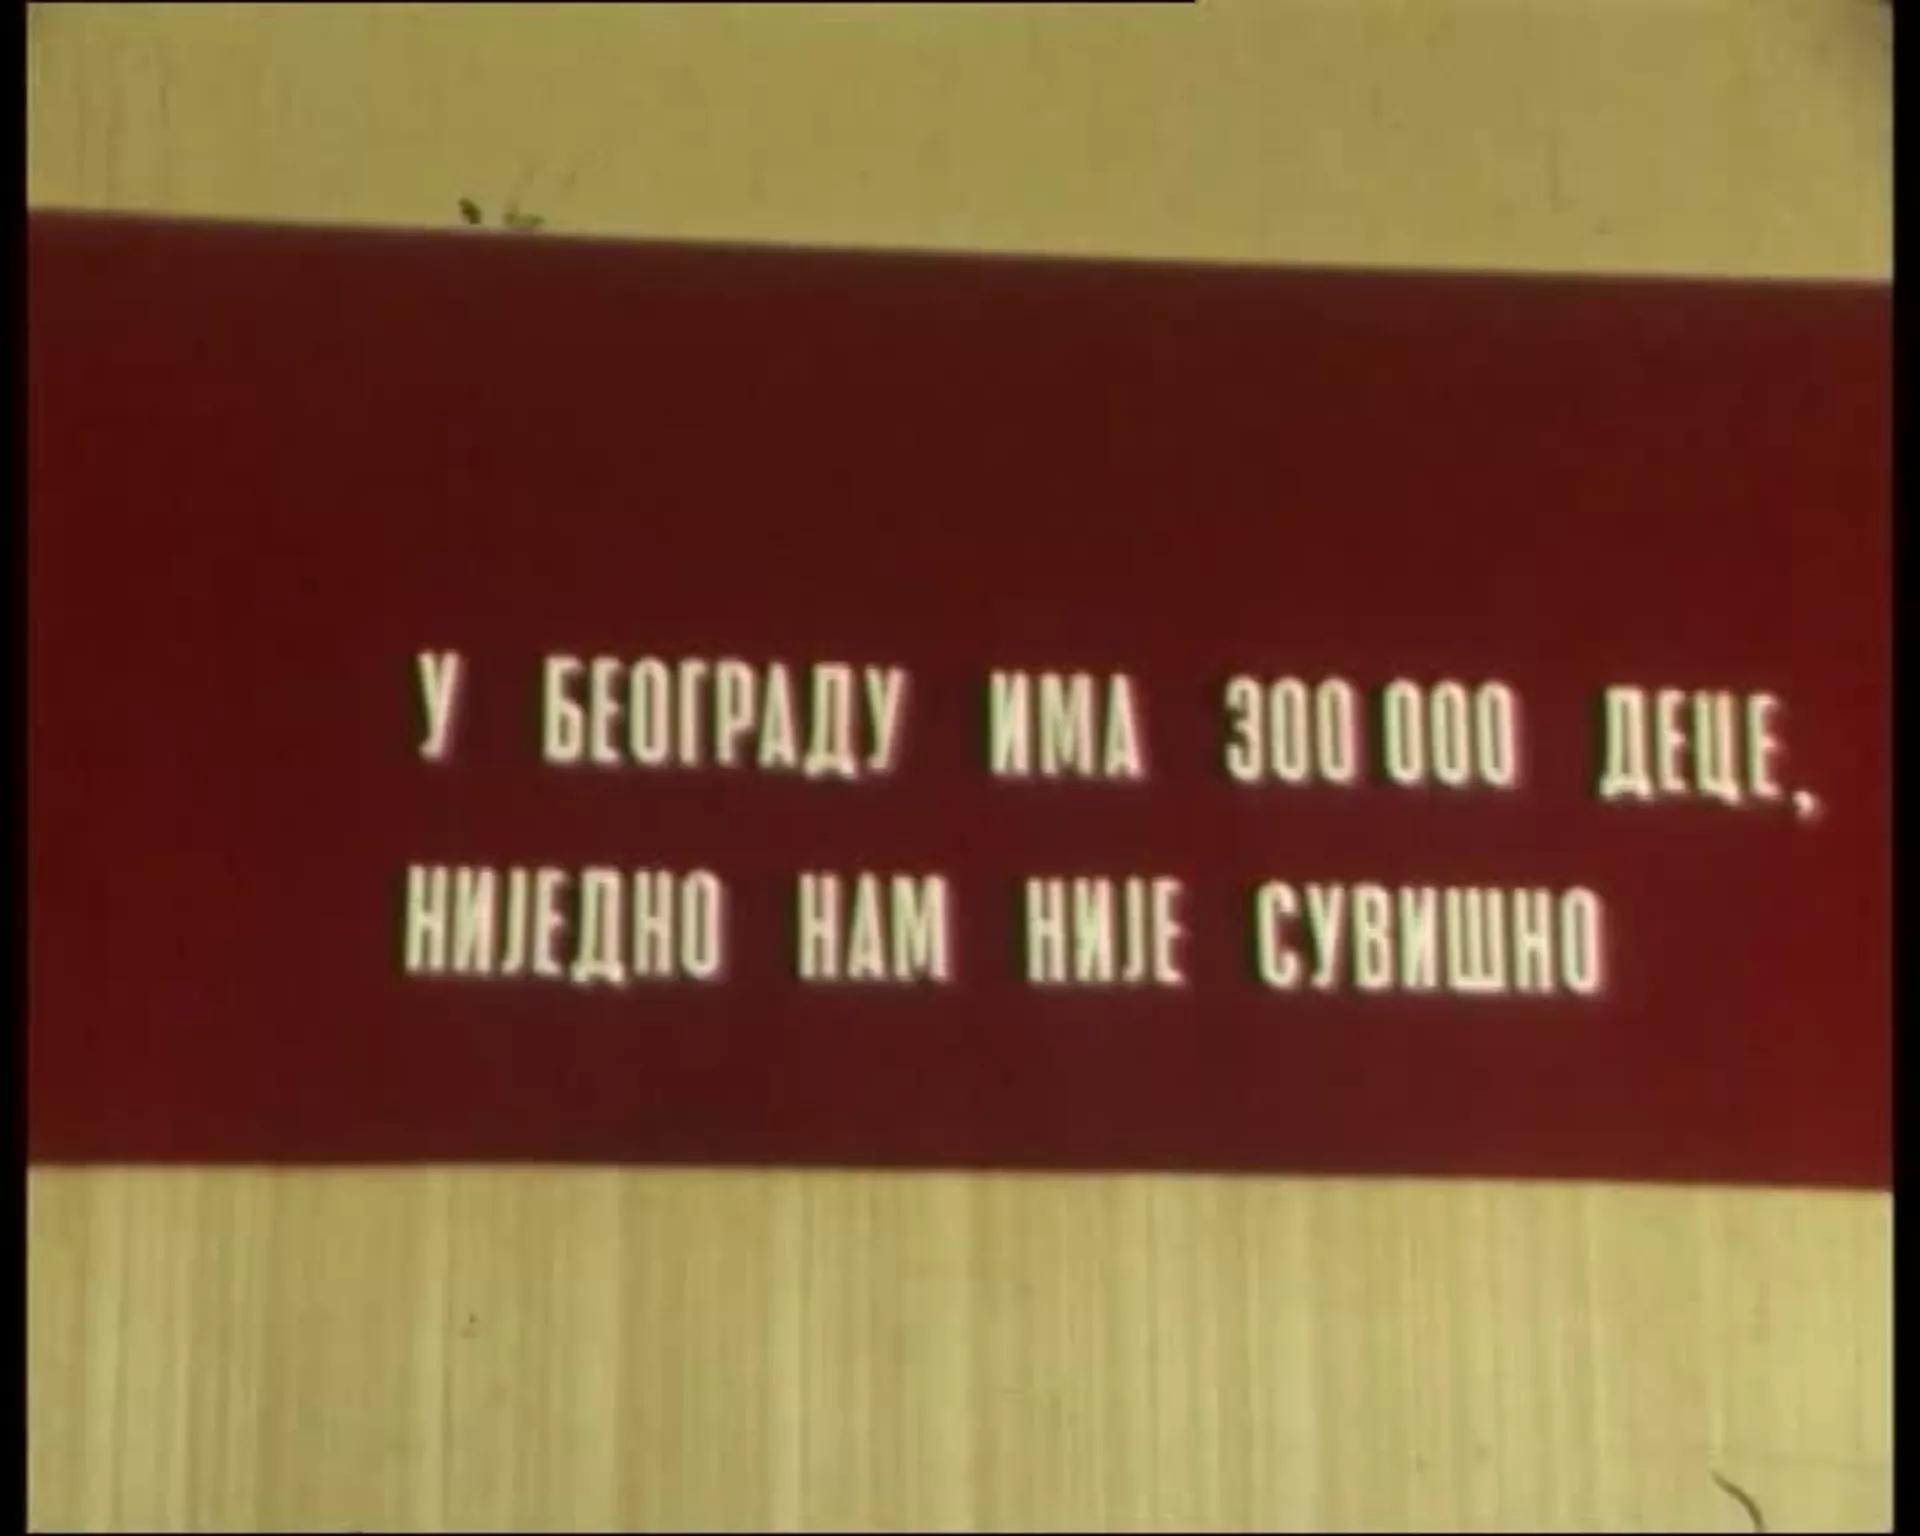 У БЕОГРАДУ ИМА 300 000 ДЕЦЕ,
НИЈЕДНО НАМ НИЈЕ СУВИШНО